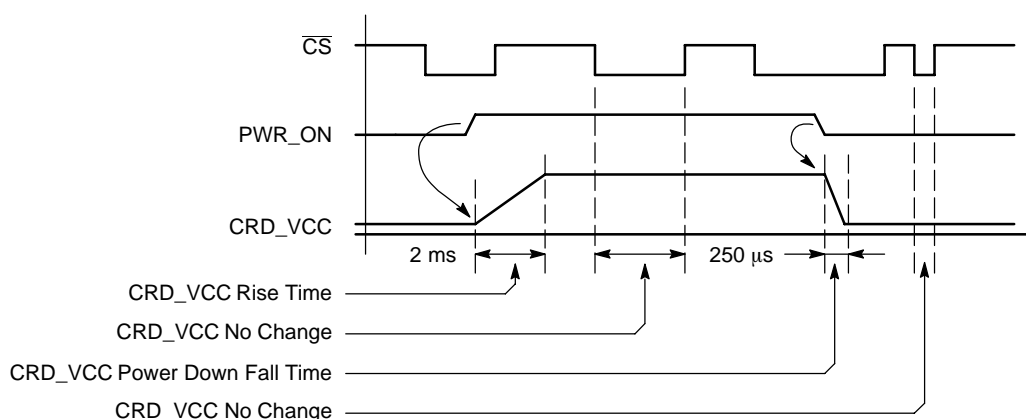 CS
PWR_ON
CRD_VCC
2 ms
250 μs
CRD_VCC Rise Time
CRD_VCC No Change
CRD_VCC Power Down Fall Time
CRD_VCC No Change